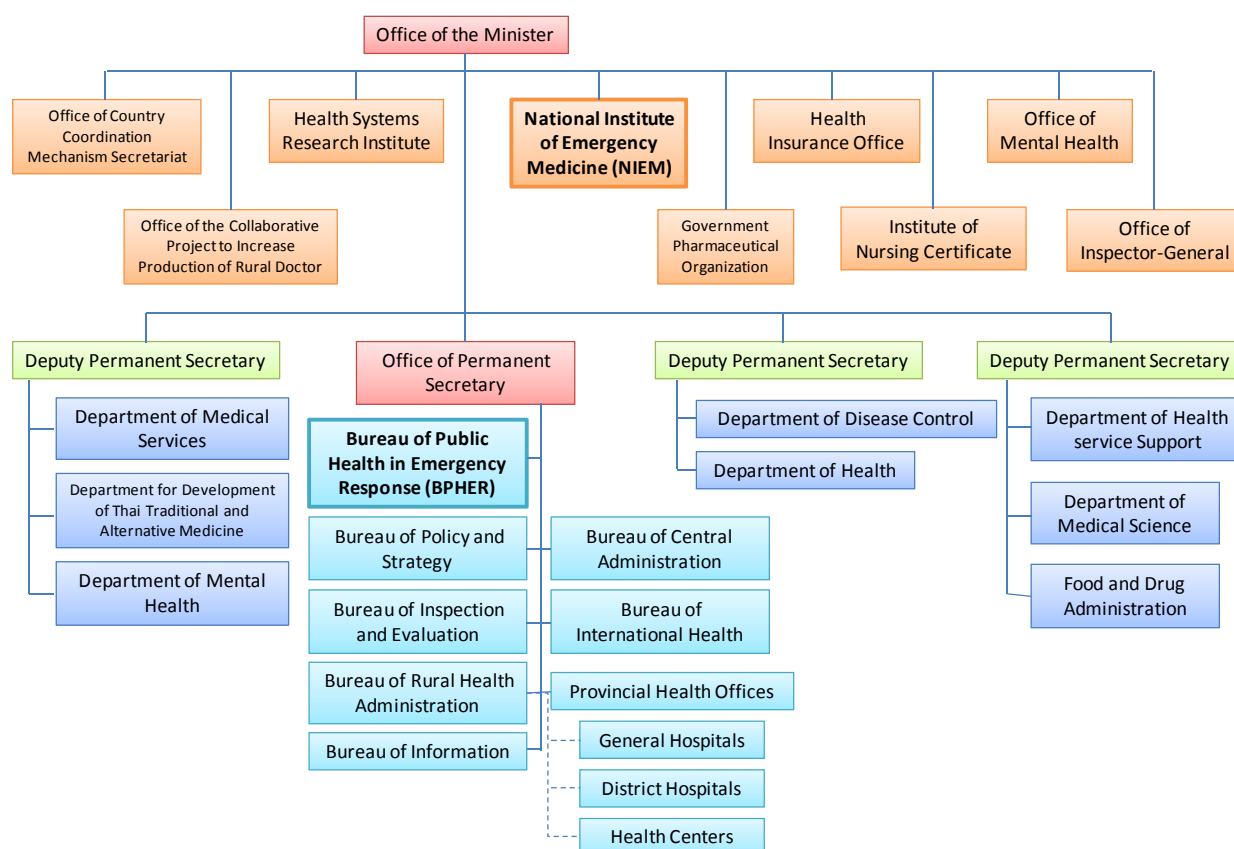 Office of the Minister
Office of Country
Coordination
Mechanism Secretariat
Health Systems
Research Institute
National Institute
of Emergency
Medicine (NIEM)
Health
Insurance Office
Office of
Mental Health
Office of the Collaborative
Project to Increase
Production of Rural Doctor
Government
Pharmaceutical
Organization
Institute of
Nursing Certificate
Office of
Inspector-General
Deputy Permanent Secretary
Office of Permanent
Secretary
Deputy Permanent Secretary
Deputy Permanent Secretary
Department of Medical
Services
Department for Development
of Thai Traditional and
Alternative Medicine
Department of Mental
Health
Bureau of Public
Health in Emergency
Response (BPHER)
Bureau of Policy and
Strategy
Bureau of Central
Administration
Bureau of Inspection
and Evaluation
Bureau of
International Health
Bureau of Rural Health
Administration
Provincial Health Offices
Bureau of Information
General Hospitals
District Hospitals
Health Centers
Department of Disease Control
Department of Health
Department of Health
service Support
Department of
Medical Science
Food and Drug
Administration